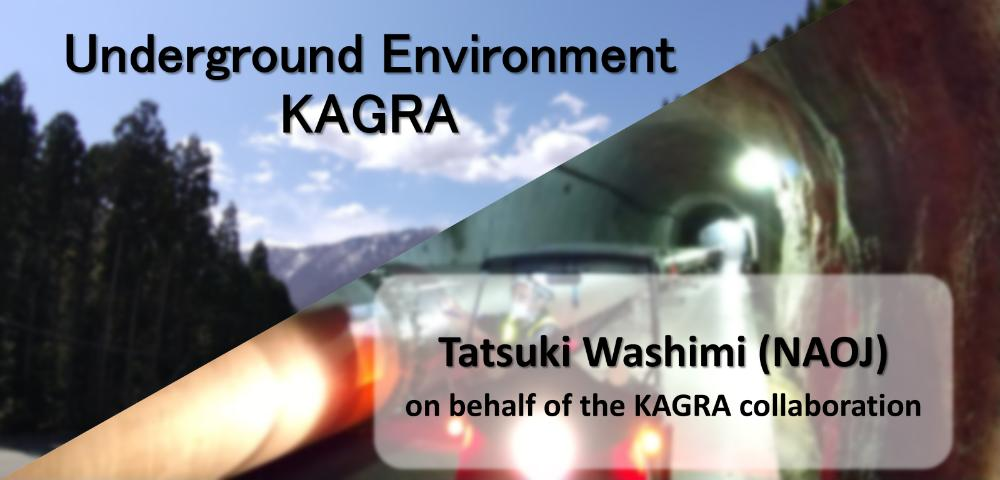 Underground Environment
KAGRA
Tatsuki Washimi (NAOJ)
on behalf of the KAGRA collaboration